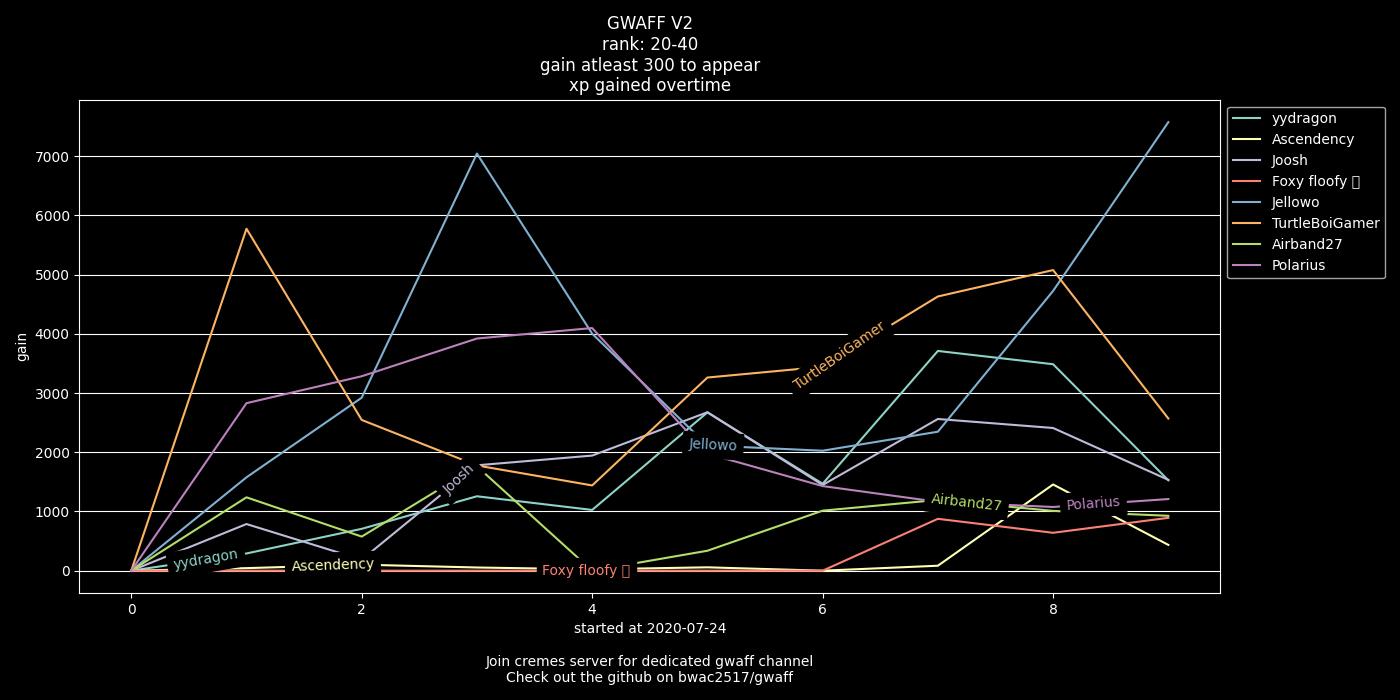 GWAFF V2
rank: 20-40
gain atleast 300 to appear
xp gained overtime
yydragon
Ascendency
Joosh
Foxy floofy
Jellowo
TurtleBoiGamer
Airband27
Polarius
7000
6000
5000
4000
3000
2000
1000
0
gain
TurtleBoiGamer
Jellowo
Joosh
Airband27
Polarius
yydragon
Ascendency
Foxy floofy
0 2 4 6 8
started at 2020-07-24
Join cremes server for dedicated gwaff channel
Check out the github on bwac2517/gwaff